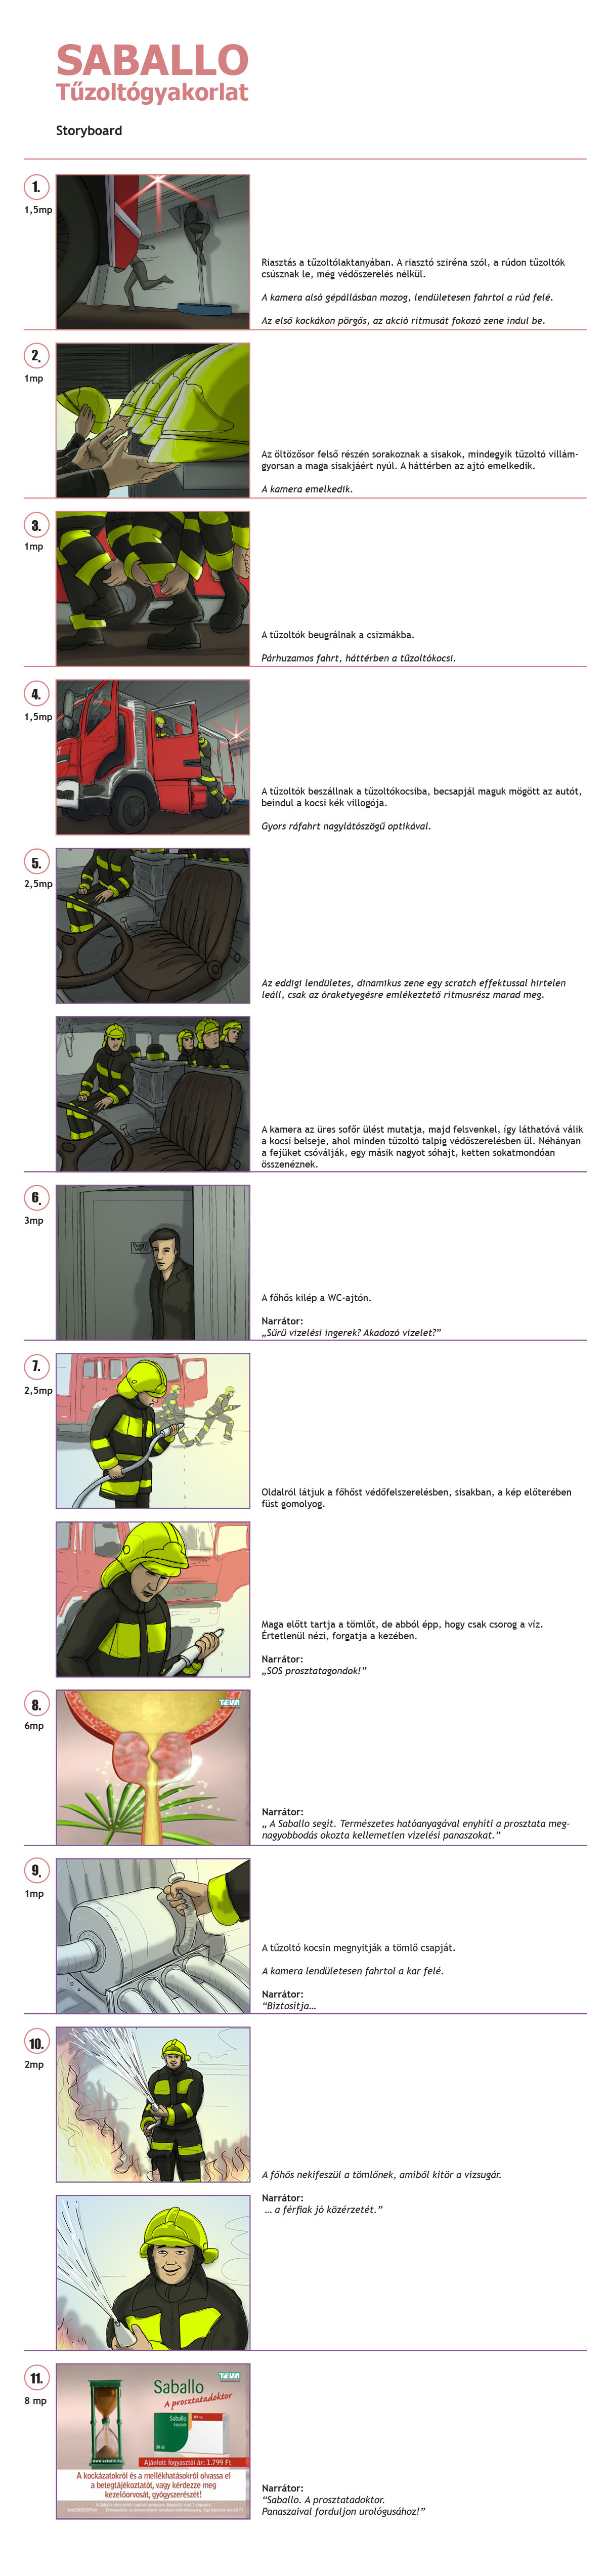 SABALLO
Tűzoltógyakorlat
Storyboard
1.
1,5mp
Riasztás a tűzoltólaktanyában. A riasztó sziréna szól, a rúdon tűzoltók
csúsznak le, még védőszerelés nélkül.
A kamera alsó gépállásban mozog, lendületesen fahrtol a rúd felé.
Az első kockákon pörgős, az akció ritmusát fokozó zene indul be.
2.
1mp
Az öltözősor felső részén sorakoznak a sisakok, mindegyik tűzoltó villám-
gyorsan a maga sisakjáért nyúl. A háttérben az ajtó emelkedik.
A kamera emelkedik.
3.
1mp
A tűzoltók beugrálnak a csizmákba.
Párhuzamos fahrt, háttérben a tűzoltókocsi.
4.
1,5mp
A tűzoltók beszállnak a tűzoltókocsiba, becsapjál maguk mögött az autót,
beindul a kocsi kék villogója.
Gyors ráfahrt nagylátószögű optikával.
5.
2,5mp
Az eddigi lendületes, dinamikus zene egy scratch effektussal hirtelen
leáll, csak az óraketyegésre emlékeztető ritmusrész marad meg.
A kamera az üres sofőr ülést mutatja, majd felsvenkel, így láthatóvá válik
a kocsi belseje, ahol minden tűzoltó talpig védőszerelésben ül. Néhányan
a fejüket csóválják, egy másik nagyot sóhajt, ketten sokatmondóan
összenéznek.
6.
3mp
WC
A főhős kilép a WC-ajtón.
Narrátor:
„Sűrű vizelési ingerek? Akadozó vizelet?”
7.
2,5mp
Oldalról látjuk a főhőst védőfelszerelésben, sisakban, a kép előterében
füst gomolyog.
Maga előtt tartja a tömlőt, de abból épp, hogy csak csorog a víz.
Értetlenül nézi, forgatja a kezében.
Narrátor:
„SOS prosztatagondok!”
8.
6mp
TEVA
Narrátor:
„ A Saballo segít. Természetes hatóanyagával enyhíti a prosztata meg-
nagyobbodás okozta kellemetlen vizelési panaszokat.”
9.
1mp
A tűzoltó kocsin megnyitják a tömlő csapját.
A kamera lendületesen fahrtol a kar felé.
Narrátor:
“Biztosítja...
10.
2mp
A főhős nekifeszül a tömlőnek, amiből kitör a vízsugár.
Narrátor:
... a férfiak jó közérzetét.”
11.
8 mp
TEVA
Saballo
A prosztatadoktor
Saballo
www.saballo.hu
Ajánlott fogyasztói ár: 1.799 Ft
A kockázatokról és a mellékhatásokról olvassa el
a betegtájékoztatót, vagy kérdezze meg
kezelőorvosát, gyógyszerészét!
Narrátor:
“Saballo. A prosztatadoktor.
Panaszaival forduljon urológusához!”